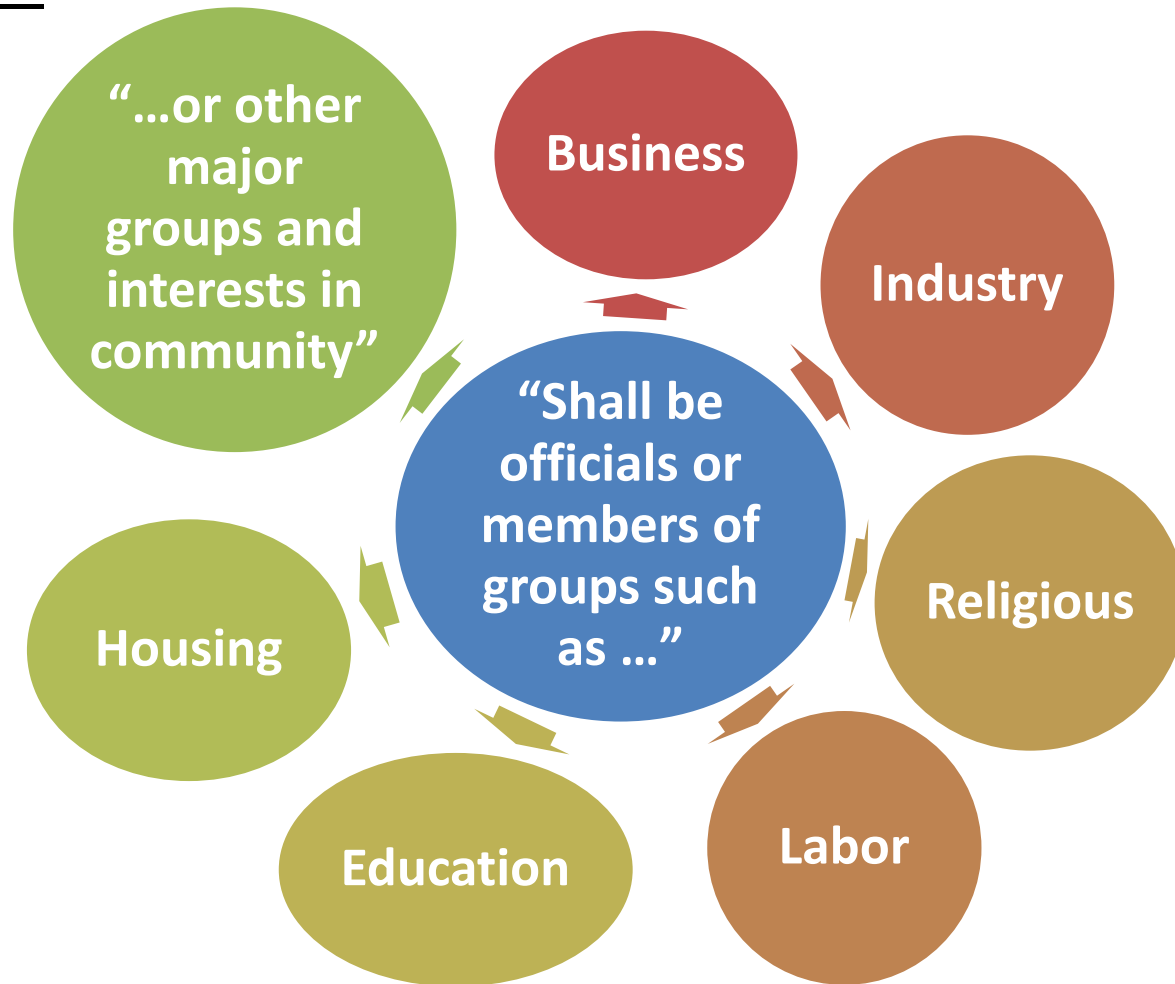 “…or other
major
groups and
interests in
community”
Business
Industry
“Shall be
officials or
members of
groups such
as …”
Religious
Housing
Labor
Education